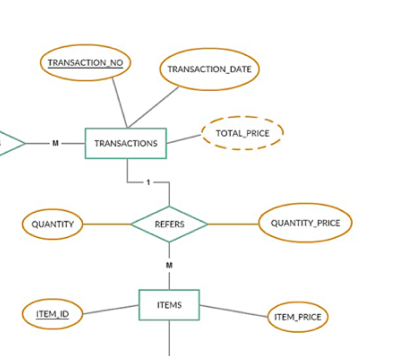 TRANSACTION_NO
TRANSACTION_DATE
TOTAL_PRICE
M
TRANSACTIONS
1
QUANTITY
REFERS
QUANTITY_PRICE
M
ITEMS
ITEM_ID
ITEM_PRICE